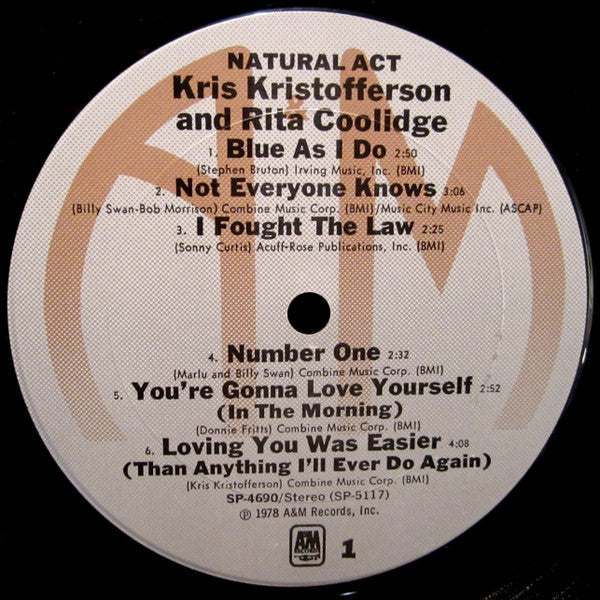 NATURAL ACT
Kris Kristofferson
and Rita Coolidge
1. Blue As I Do 2:50
(Stephen Bruton) Irving Music, Inc. (BMI)
2. Not Everyone Knows 3:06
(Billy Swan-Bob Morrison) Combine Music Corp. (BMI)/Music City Music Inc. (ASCAP)
3. I Fought The Law 2:25
(Sonny Curtis) Acuff-Rose Publications, Inc. (BMI)
4. Number One 2:32
(Marlu and Billy Swan) Combine Music Corp. (BMI)
5. You're Gonna Love Yourself 2:52
(In The Morning)
(Donnie Fritts) Combine Music Corp. (BMI)
6. Loving You Was Easier 4:08
(Than Anything I'll Ever Do Again)
(Kris Kristofferson) Combine Music Corp. (BMI)
SP-4690/Stereo (SP-5117)
℗ 1978 A&M Records, Inc.
A&M RECORDS 1